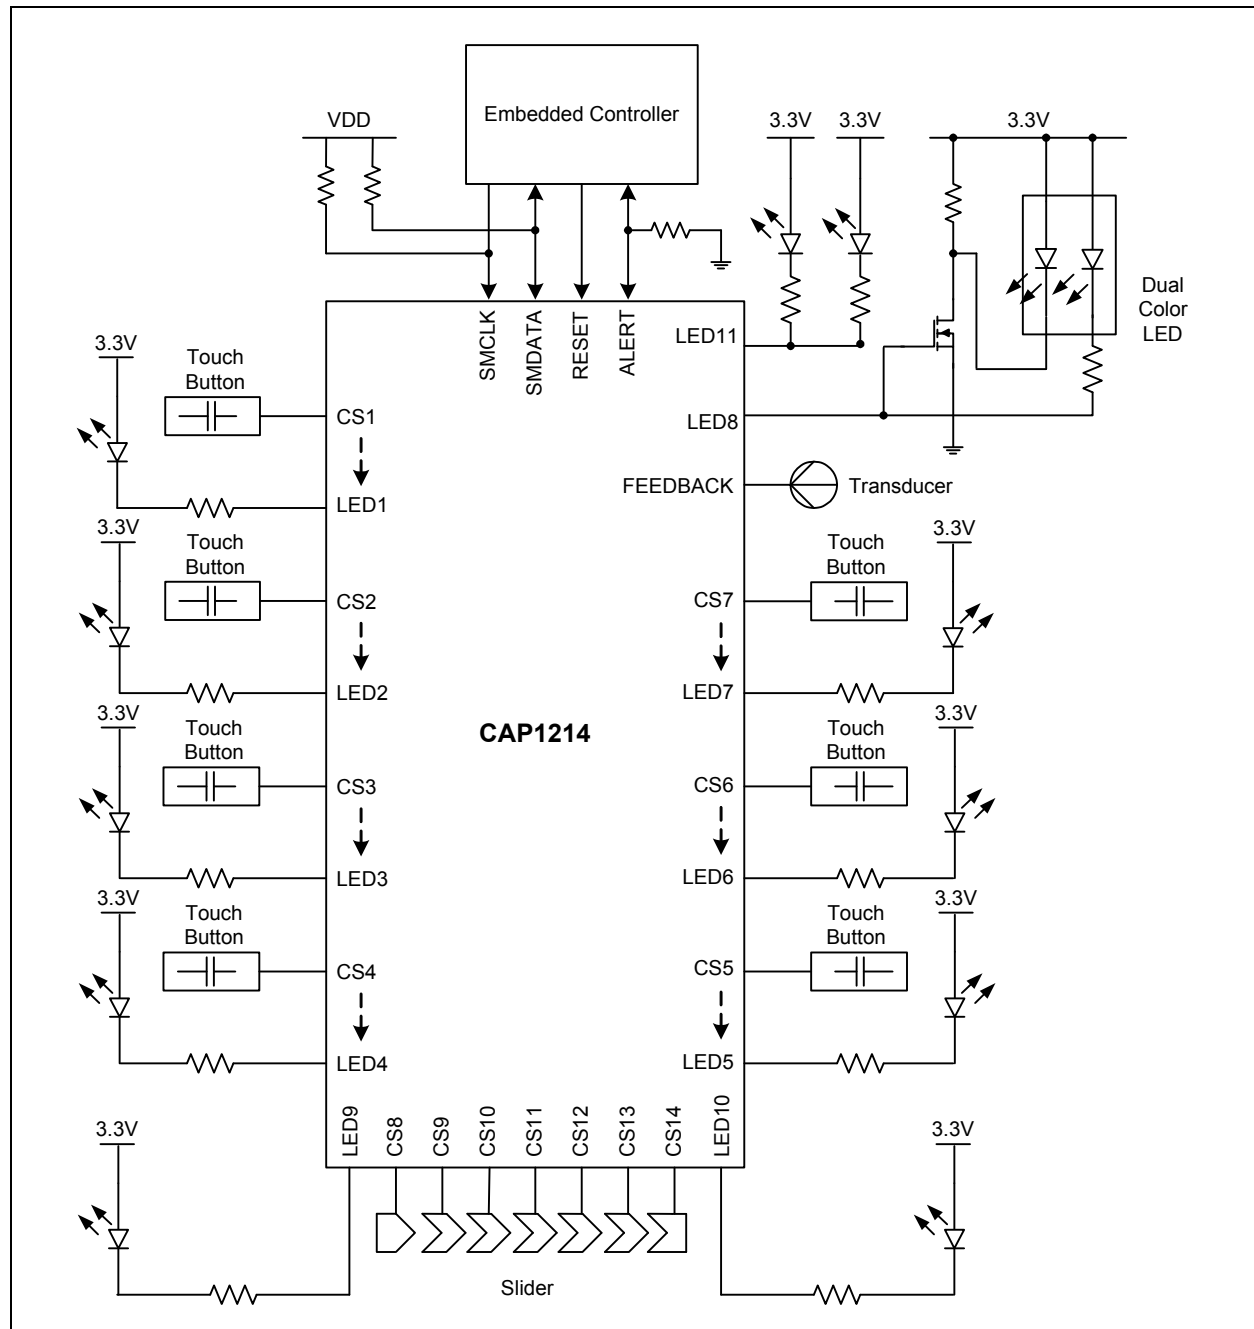 Embedded Controller
VDD
3.3V
3.3V
3.3V
SMCLK
SMDATA
RESET
ALERT
LED11
Dual
Color
LED
3.3V
Touch
Button
CS1
LED8
LED1
FEEDBACK
Transducer
3.3V
Touch
Button
CS2
LED2
Touch
Button
3.3V
CS7
LED7
3.3V
Touch
Button
CS3
LED3
CAP1214
Touch
Button
3.3V
CS6
LED6
3.3V
Touch
Button
CS4
LED4
Touch
Button
3.3V
CS5
LED5
LED9
CS8
CS9
CS10
CS11
CS12
CS13
CS14
LED10
3.3V
3.3V
Slider